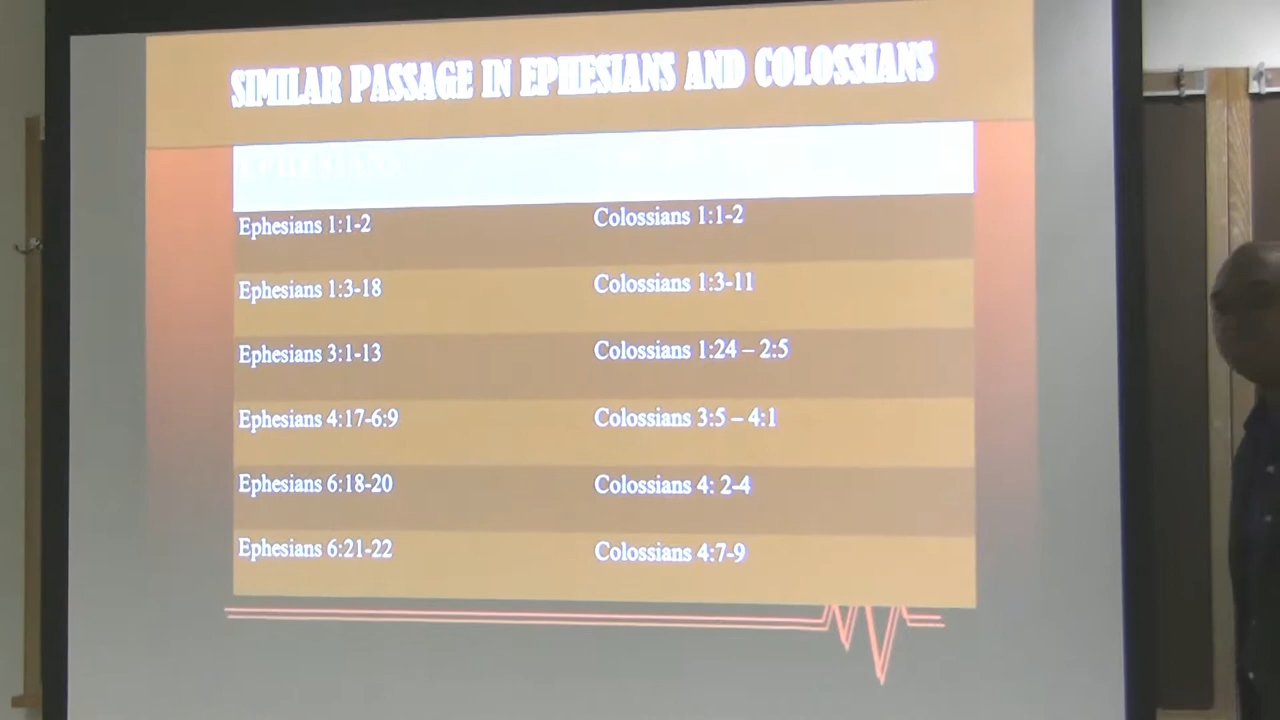 SIMILAR PASSAGE IN EPHESIANS AND COLOSSIANS
EPHESIANS
Ephesians 1:1-2 Colossians 1:1-2
Ephesians 1:3-18 Colossians 1:3-11
Ephesians 3:1-13 Colossians 1:24 – 2:5
Ephesians 4:17-6:9 Colossians 3:5 – 4:1
Ephesians 6:18-20 Colossians 4: 2-4
Ephesians 6:21-22 Colossians 4:7-9